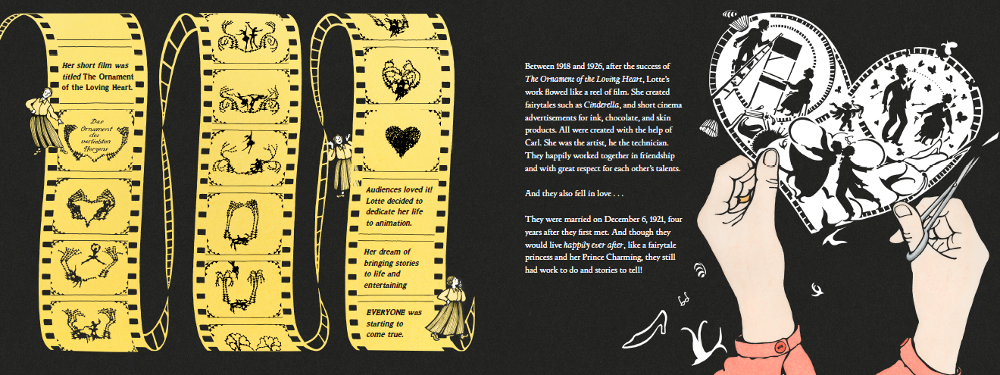 Her short film was
titled The Ornament
of the Loving Heart.
Das
Ornament
des
verliebten
Herzens
Audiences loved it!
Lotte decided to
dedicate her life
to animation.
Her dream of
bringing stories
to life and
entertaining
EVERYONE was
starting to
come true.
Between 1918 and 1926, after the success of
The Ornament of the Loving Heart, Lotte’s
work flowed like a reel of film. She created
fairytales such as Cinderella, and short cinema
advertisements for ink, chocolate, and skin
products. All were created with the help of
Carl. She was the artist, he the technician.
They happily worked together in friendship
and with great respect for each other’s talents.
And they also fell in love . . .
They were married on December 6, 1921, four
years after they first met. And though they
would live happily ever after, like a fairytale
princess and her Prince Charming, they still
had work to do and stories to tell!